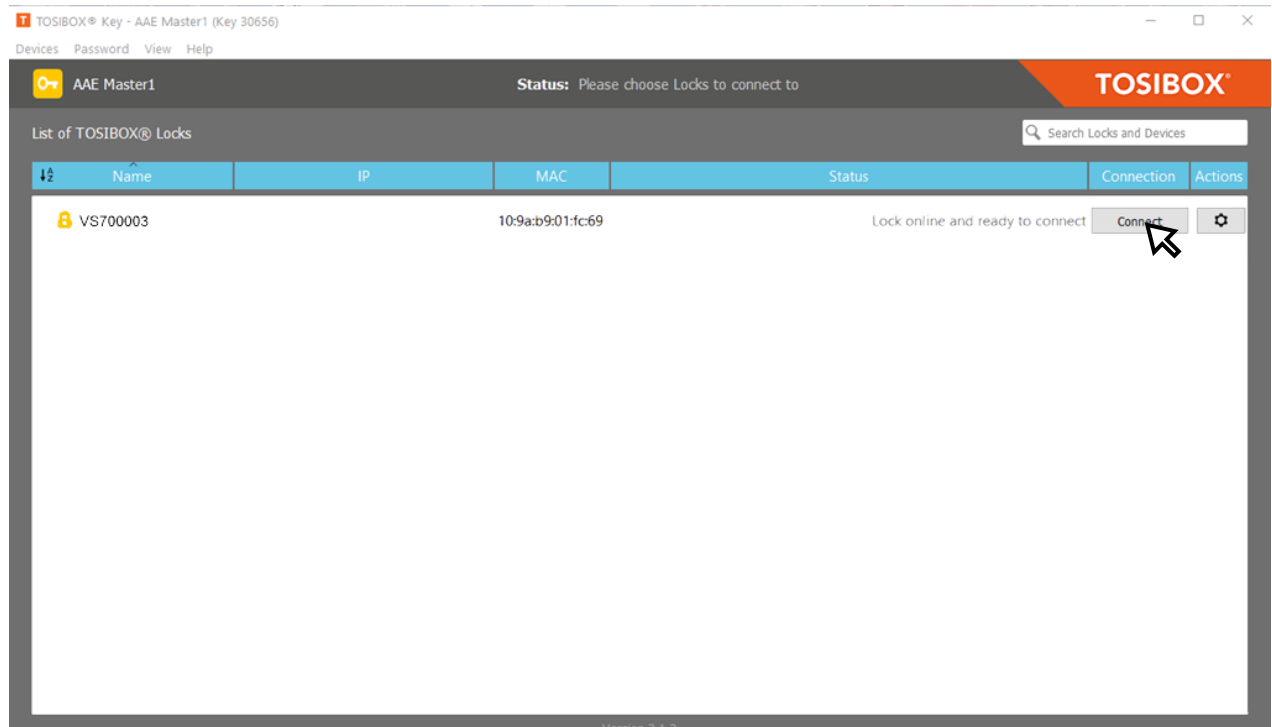 TOSIBOX® Key - AAE Master1 (Key 30656)
Devices Password View Help
AAE Master1 Status: Please choose Locks to connect to TOSIBOX®
List of TOSIBOX® Locks Search Locks and Devices
Name IP MAC Status Connection Actions
VS700003 10:9a:b9:01:fc:69 Lock online and ready to connect Connect